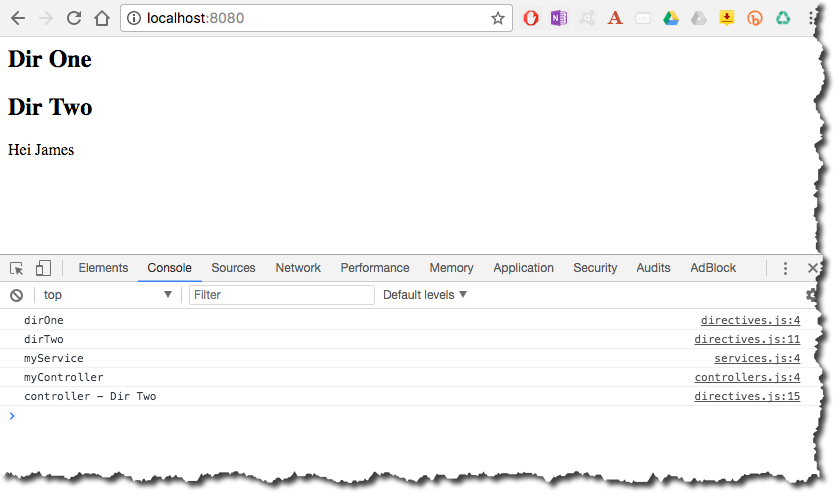 localhost:8080
Dir One
Dir Two
Hei James
Elements Console Sources Network Performance Memory Application Security Audits AdBlock
top ▼ Filter Default levels ▼
dirOne directives.js:4
dirTwo directives.js:11
myService services.js:4
myController controllers.js:4
controller - Dir Two directives.js:15
>